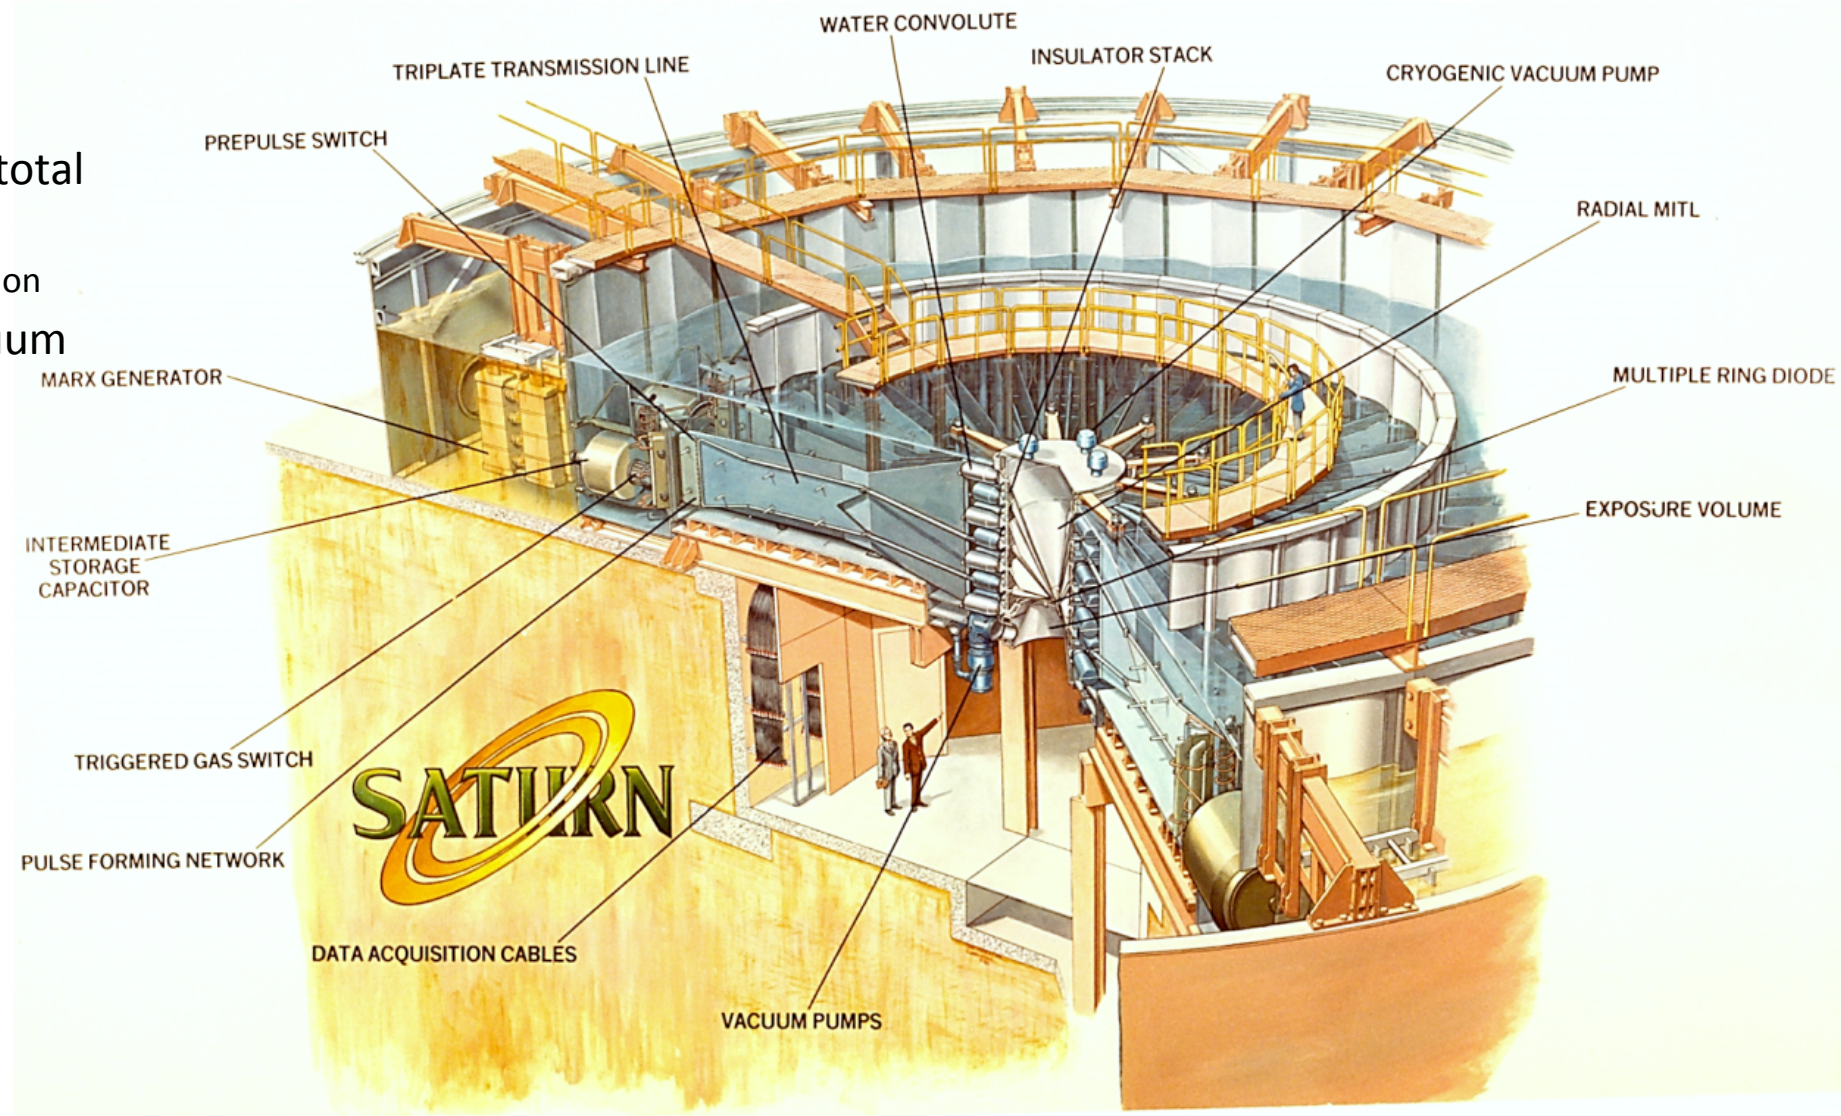 WATER CONVOLUTE
INSULATOR STACK
TRIPLATE TRANSMISSION LINE
CRYOGENIC VACUUM PUMP
PREPULSE SWITCH
total
RADIAL MITL
on
um
MARX GENERATOR
MULTIPLE RING DIODE
EXPOSURE VOLUME
INTERMEDIATE
STORAGE
CAPACITOR
TRIGGERED GAS SWITCH
SATURN
PULSE FORMING NETWORK
DATA ACQUISITION CABLES
VACUUM PUMPS